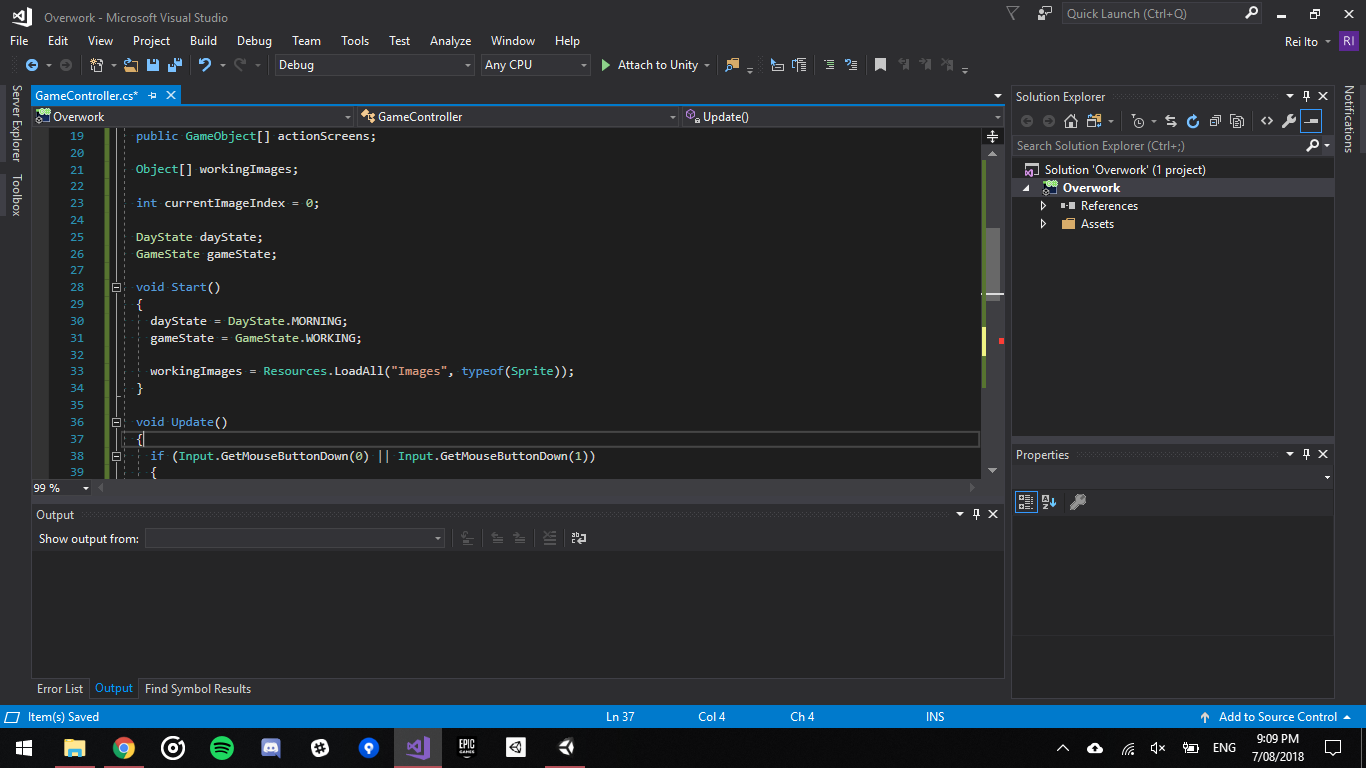 Overwork - Microsoft Visual Studio
Quick Launch (Ctrl+Q)
File Edit View Project Build Debug Team Tools Test Analyze Window Help
Rei Ito RI
Debug Any CPU Attach to Unity
Server Explorer
Toolbox
GameController.cs*
Overwork GameController Update()
19 public GameObject[] actionScreens;
20
21 Object[] workingImages;
22
23 int currentImageIndex = 0;
24
25 DayState dayState;
26 GameState gameState;
27
28 void Start()
29 {
30 dayState = DayState.MORNING;
31 gameState = GameState.WORKING;
32
33 workingImages = Resources.LoadAll("Images", typeof(Sprite));
34 }
35
36 void Update()
37 {
38 if (Input.GetMouseButtonDown(0) || Input.GetMouseButtonDown(1))
39 {
99 %
Output
Show output from:
Error List Output Find Symbol Results
Solution Explorer
Search Solution Explorer (Ctrl+;)
Solution 'Overwork' (1 project)
Overwork
References
Assets
Properties
Notifications
Item(s) Saved Ln 37 Col 4 Ch 4 INS Add to Source Control
EPIC GAMES
ENG
9:09 PM
7/08/2018